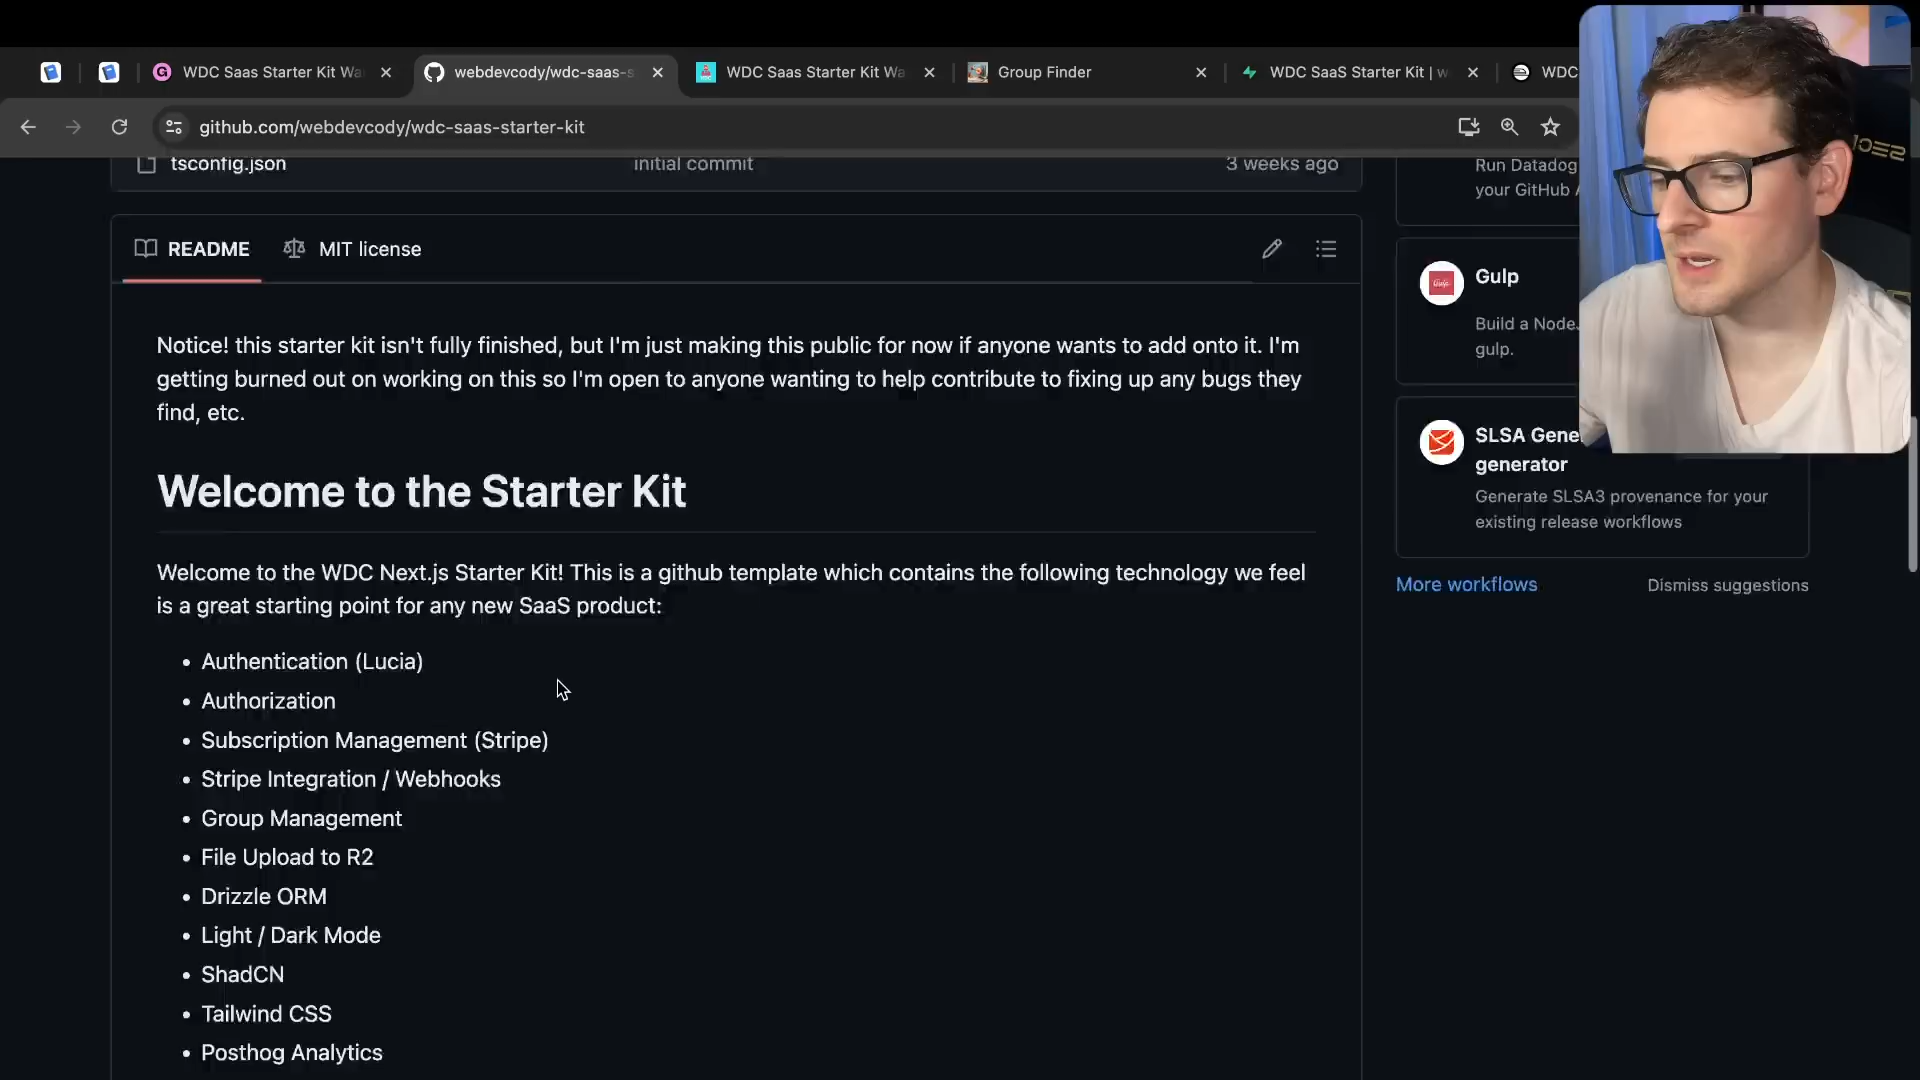 WDC Saas Starter Kit Wa
webdevcody/wdc-saas-s
WDC Saas Starter Kit Wa
Group Finder
WDC SaaS Starter Kit | w
WDC
github.com/webdevcody/wdc-saas-starter-kit
tsconfig.json
initial commit
3 weeks ago
README
MIT license
Notice! this starter kit isn't fully finished, but I'm just making this public for now if anyone wants to add onto it. I'm
getting burned out on working on this so I'm open to anyone wanting to help contribute to fixing up any bugs they
find, etc.
Welcome to the Starter Kit
Welcome to the WDC Next.js Starter Kit! This is a github template which contains the following technology we feel
is a great starting point for any new SaaS product:
• Authentication (Lucia)
• Authorization
• Subscription Management (Stripe)
• Stripe Integration / Webhooks
• Group Management
• File Upload to R2
• Drizzle ORM
• Light / Dark Mode
• ShadCN
• Tailwind CSS
• Posthog Analytics
Run Datadog
your GitHub
Gulp
Build a Node.
gulp.
SLSA Gene
generator
Generate SLSA3 provenance for your
existing release workflows
More workflows
Dismiss suggestions